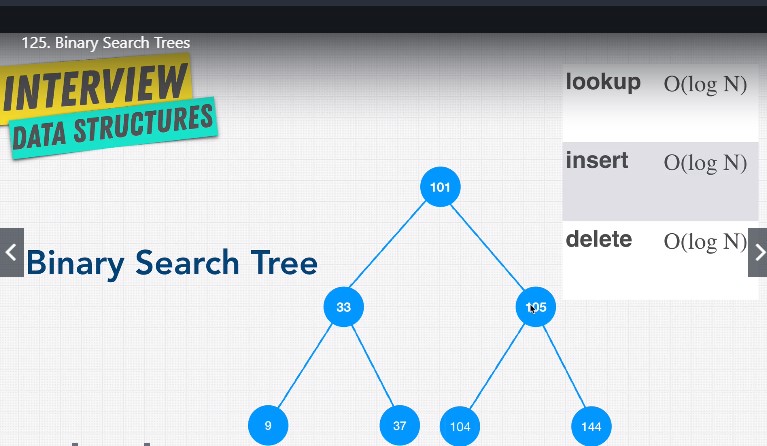 125. Binary Search Trees
INTERVIEW
DATA STRUCTURES
lookup O(log N)
insert O(log N)
delete O(log N)
Binary Search Tree
101
33
105
9
37
104
144